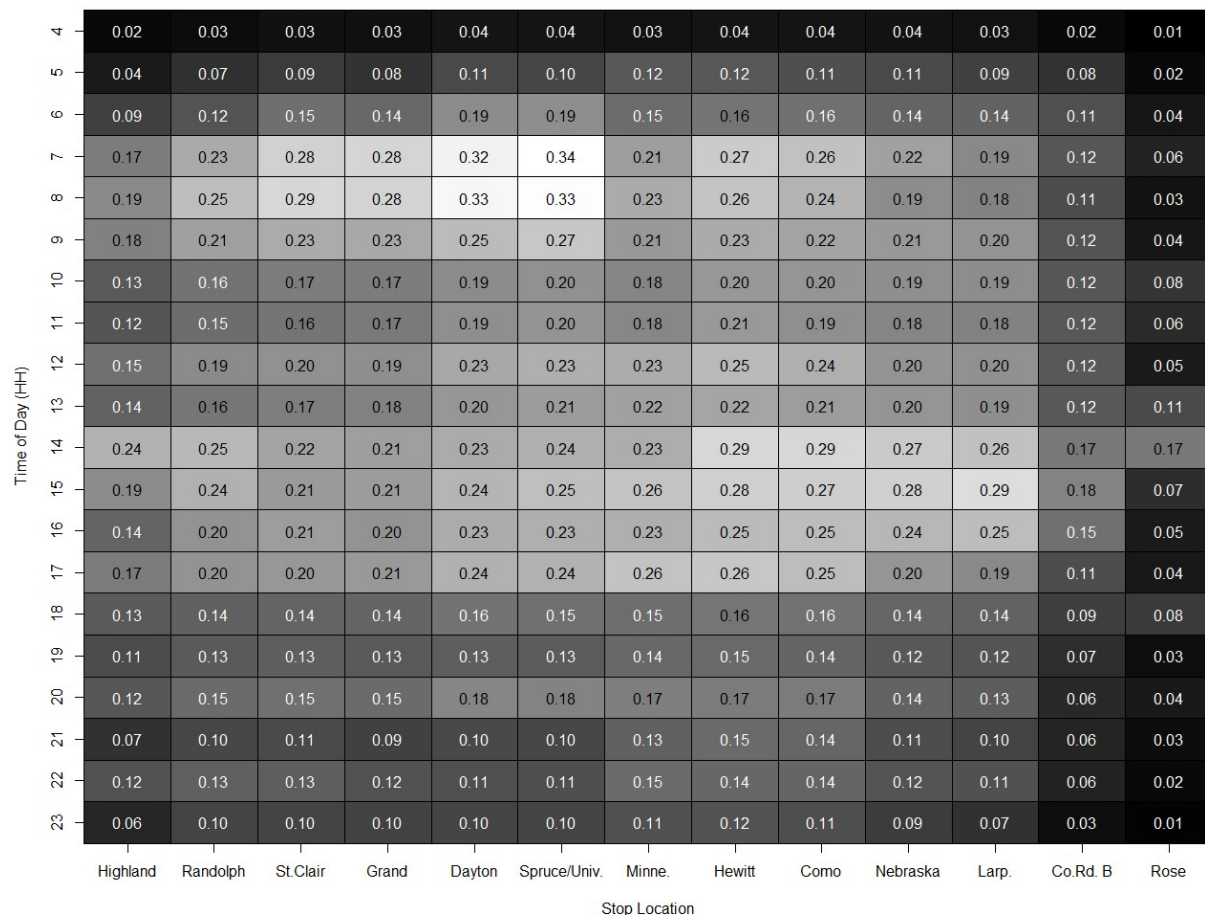 4 0.02 0.03 0.03 0.03 0.04 0.04 0.03 0.04 0.04 0.04 0.03 0.02 0.01
5 0.04 0.07 0.09 0.08 0.11 0.10 0.12 0.12 0.11 0.11 0.09 0.08 0.02
6 0.09 0.12 0.15 0.14 0.19 0.19 0.15 0.16 0.16 0.14 0.14 0.11 0.04
7 0.17 0.23 0.28 0.28 0.32 0.34 0.21 0.27 0.26 0.22 0.19 0.12 0.06
8 0.19 0.25 0.29 0.28 0.33 0.33 0.23 0.26 0.24 0.19 0.18 0.11 0.03
9 0.18 0.21 0.23 0.23 0.25 0.27 0.21 0.23 0.22 0.21 0.20 0.12 0.04
10 0.13 0.16 0.17 0.17 0.19 0.20 0.18 0.20 0.20 0.19 0.19 0.12 0.08
11 0.12 0.15 0.16 0.17 0.19 0.20 0.18 0.21 0.19 0.18 0.18 0.12 0.06
12 0.15 0.19 0.20 0.19 0.23 0.23 0.23 0.25 0.24 0.20 0.20 0.12 0.05
13 0.14 0.16 0.17 0.18 0.20 0.21 0.22 0.22 0.21 0.20 0.19 0.12 0.11
14 0.24 0.25 0.22 0.21 0.23 0.24 0.23 0.29 0.29 0.27 0.26 0.17 0.17
15 0.19 0.24 0.21 0.21 0.24 0.25 0.26 0.28 0.27 0.28 0.29 0.18 0.07
16 0.14 0.20 0.21 0.20 0.23 0.23 0.23 0.25 0.25 0.24 0.25 0.15 0.05
17 0.17 0.20 0.20 0.21 0.24 0.24 0.26 0.26 0.25 0.20 0.19 0.11 0.04
18 0.13 0.14 0.14 0.14 0.16 0.15 0.15 0.16 0.16 0.14 0.14 0.09 0.08
19 0.11 0.13 0.13 0.13 0.13 0.13 0.14 0.15 0.14 0.12 0.12 0.07 0.03
20 0.12 0.15 0.15 0.15 0.18 0.18 0.17 0.17 0.17 0.14 0.13 0.06 0.04
21 0.07 0.10 0.11 0.09 0.10 0.10 0.13 0.15 0.14 0.11 0.10 0.06 0.03
22 0.12 0.13 0.13 0.12 0.11 0.11 0.15 0.14 0.14 0.12 0.11 0.06 0.02
23 0.06 0.10 0.10 0.10 0.10 0.10 0.11 0.12 0.11 0.09 0.07 0.03 0.01
Time of Day (HH)
Highland Randolph St.Clair Grand Dayton Spruce/Univ. Minne. Hewitt Como Nebraska Larp. Co.Rd. B Rose
Stop Location